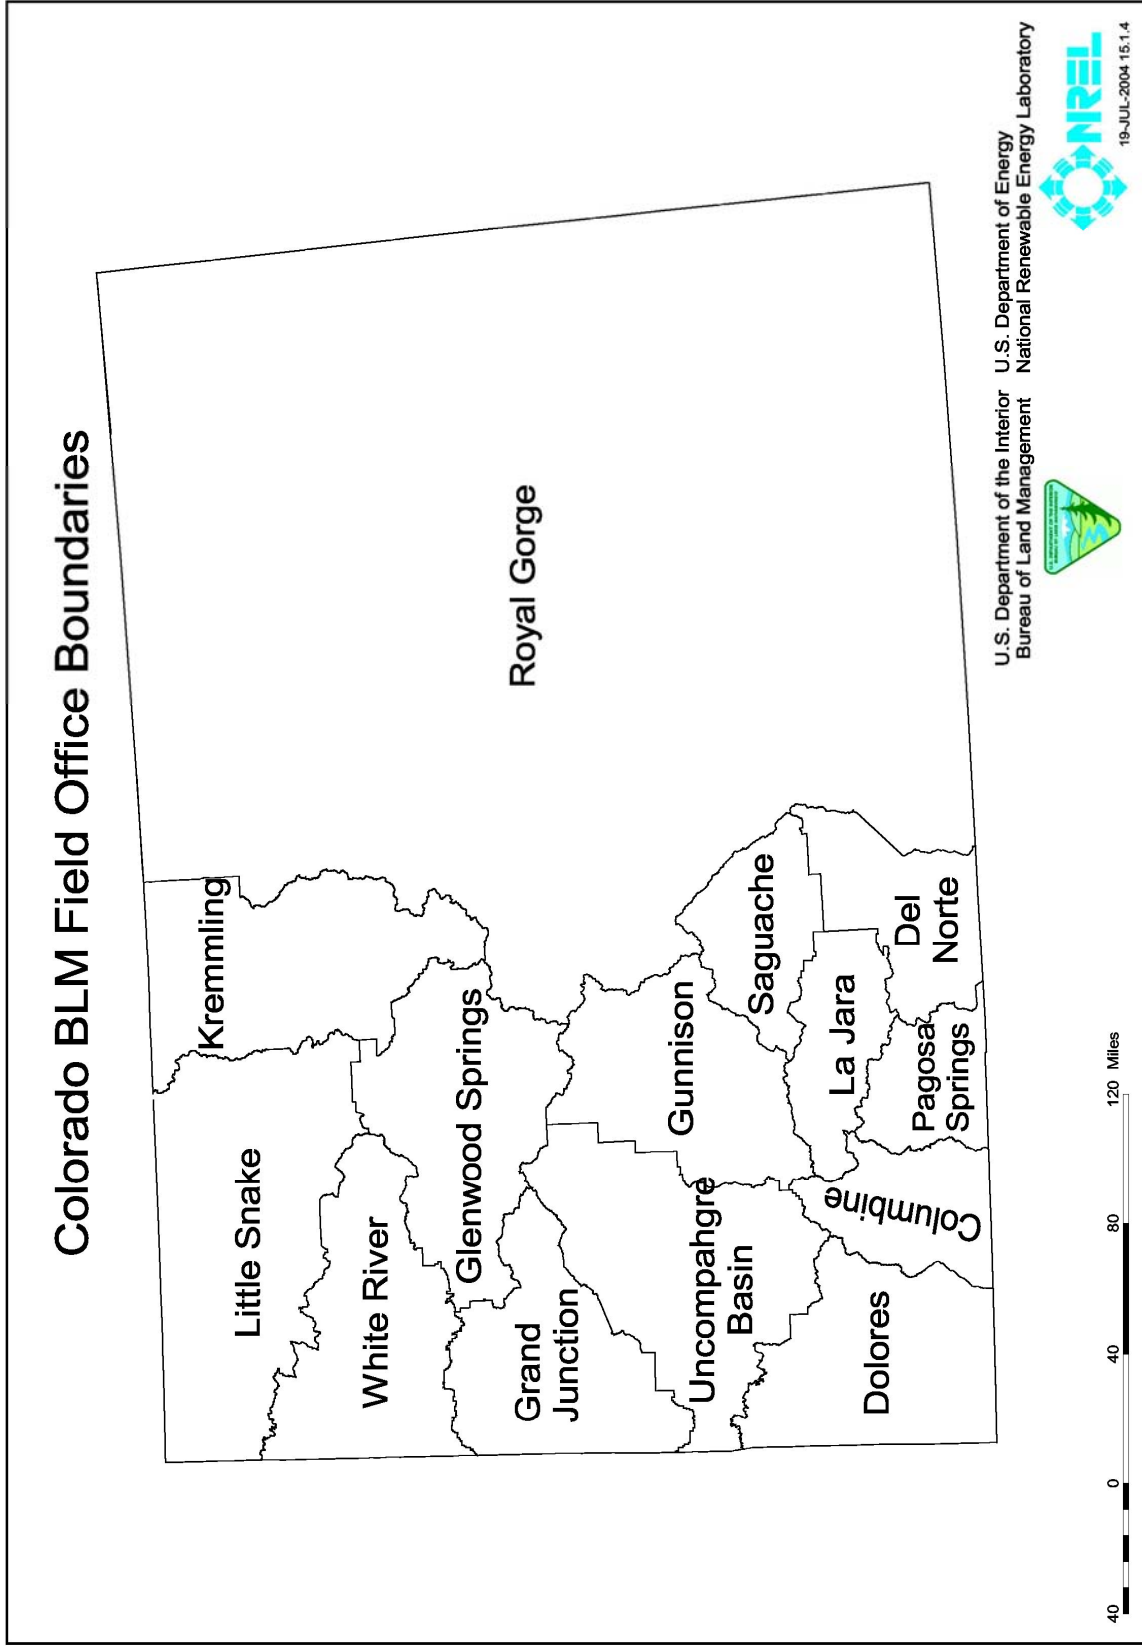 Colorado BLM Field Office Boundaries
Kremmling
Little Snake
White River
Glenwood Springs
Royal Gorge
Grand
Junction
Gunnison
Uncompahgre
Basin
Saguache
La Jara
Del
Norte
Dolores
Columbine
Pagosa
Springs
40 0 40 80 120 Miles
U.S. Department of the Interior
Bureau of Land Management
U.S. Department of Energy
National Renewable Energy Laboratory
NREL
19-JUL-2004 15.1.4